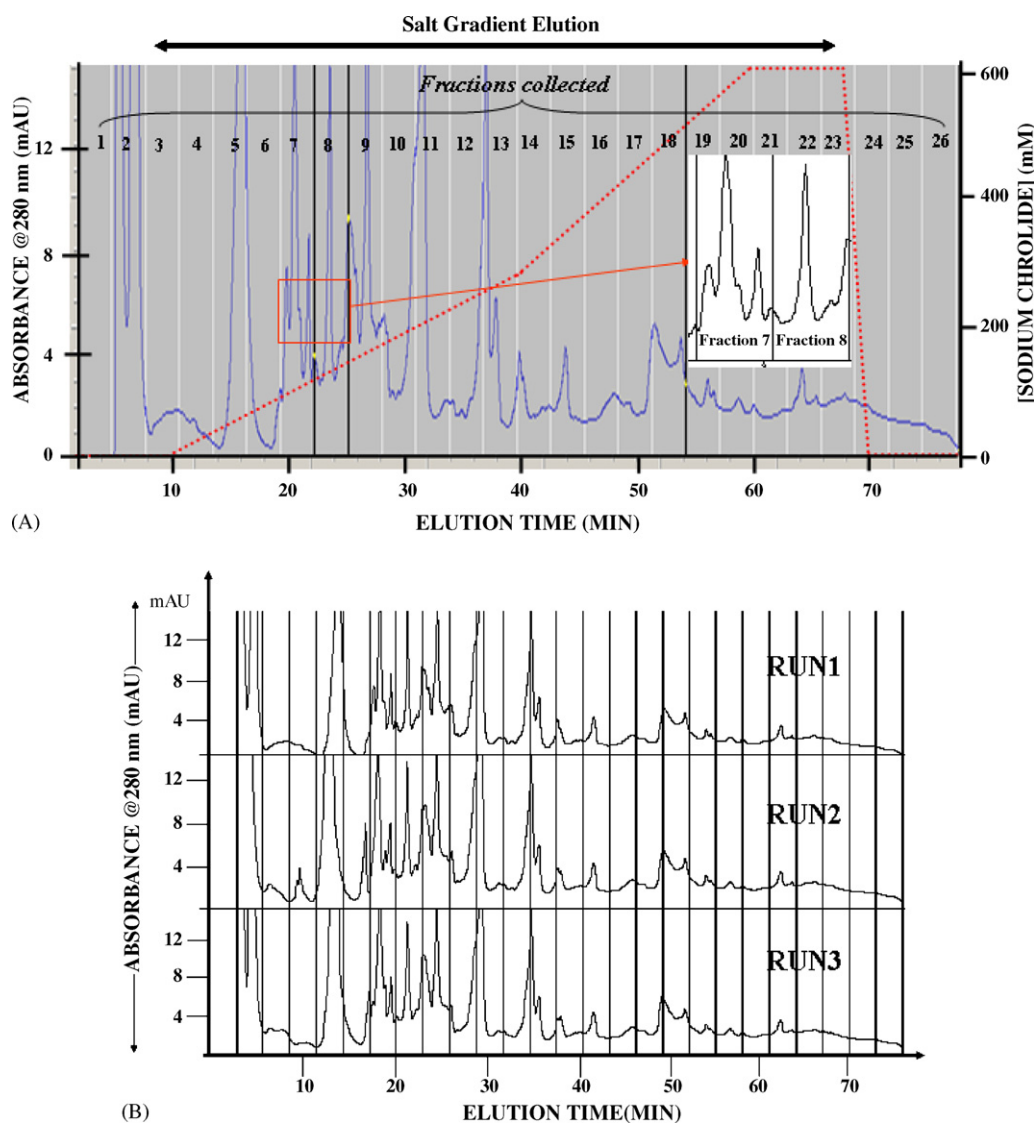 Salt Gradient Elution
Fractions collected
1 2 3 4 5 6 7 8 9 10 11 12 13 14 15 16 17 18 19 20 21 22 23 24 25 26
ABSORBANCE @280 nm (mAU)
12
8
4
0
600
400
200
0
[SODIUM CHROLIDE] (mM)
Fraction 7 Fraction 8
10 20 30 40 50 60 70
(A) ELUTION TIME (MIN)
mAU
ABSORBANCE @280 nm (mAU)
12
8
4
RUN1
12
8
4
RUN2
12
8
4
RUN3
10 20 30 40 50 60 70
(B) ELUTION TIME(MIN)